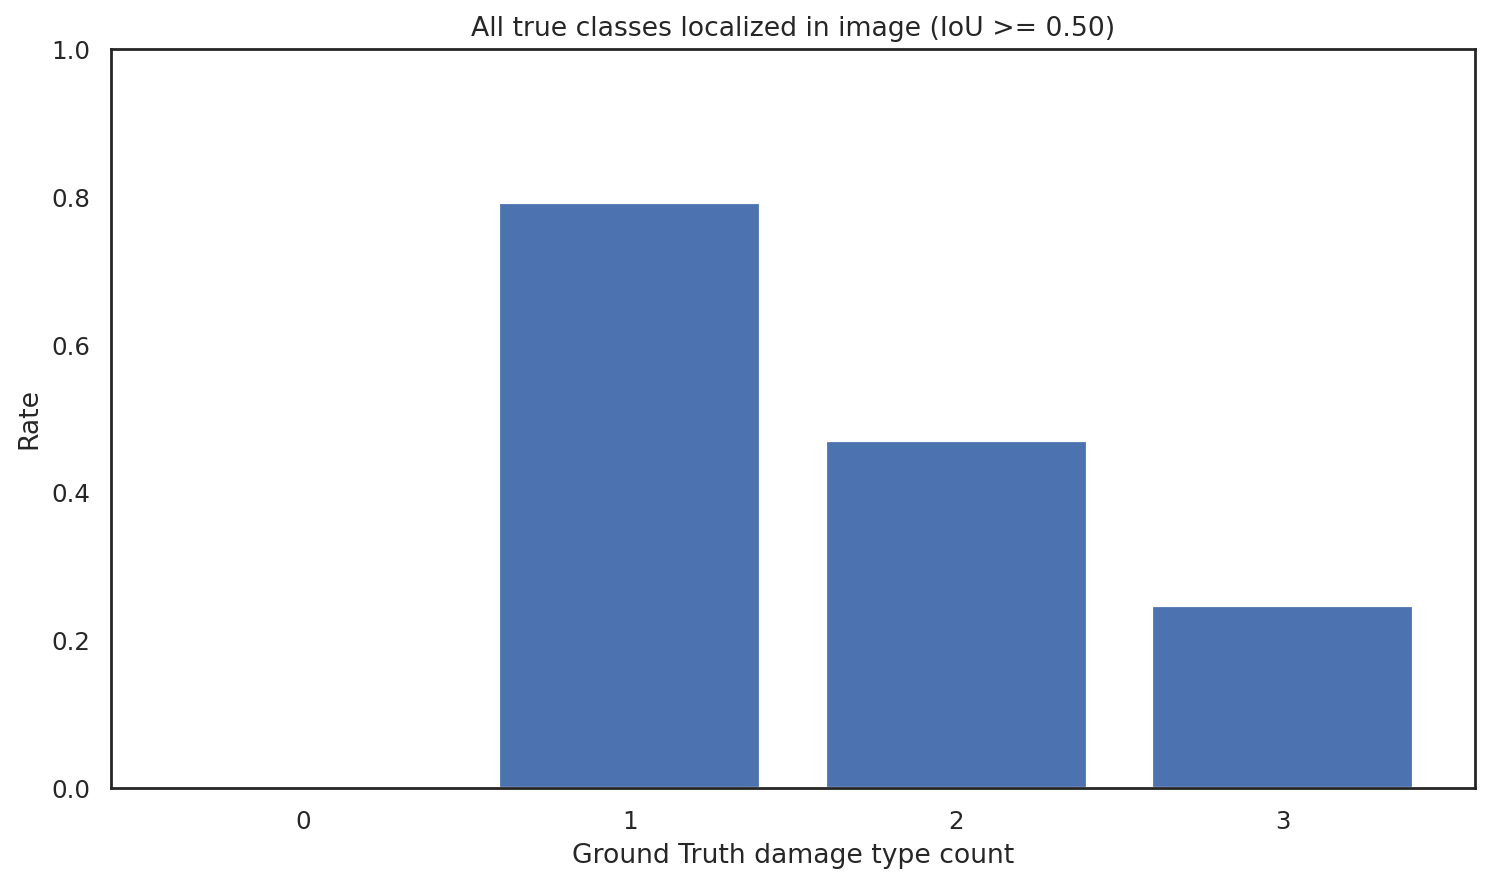 All true classes localized in image (IoU >= 0.50)
1.0
0.8
0.6
0.4
0.2
0.0
Rate
0 1 2 3
Ground Truth damage type count